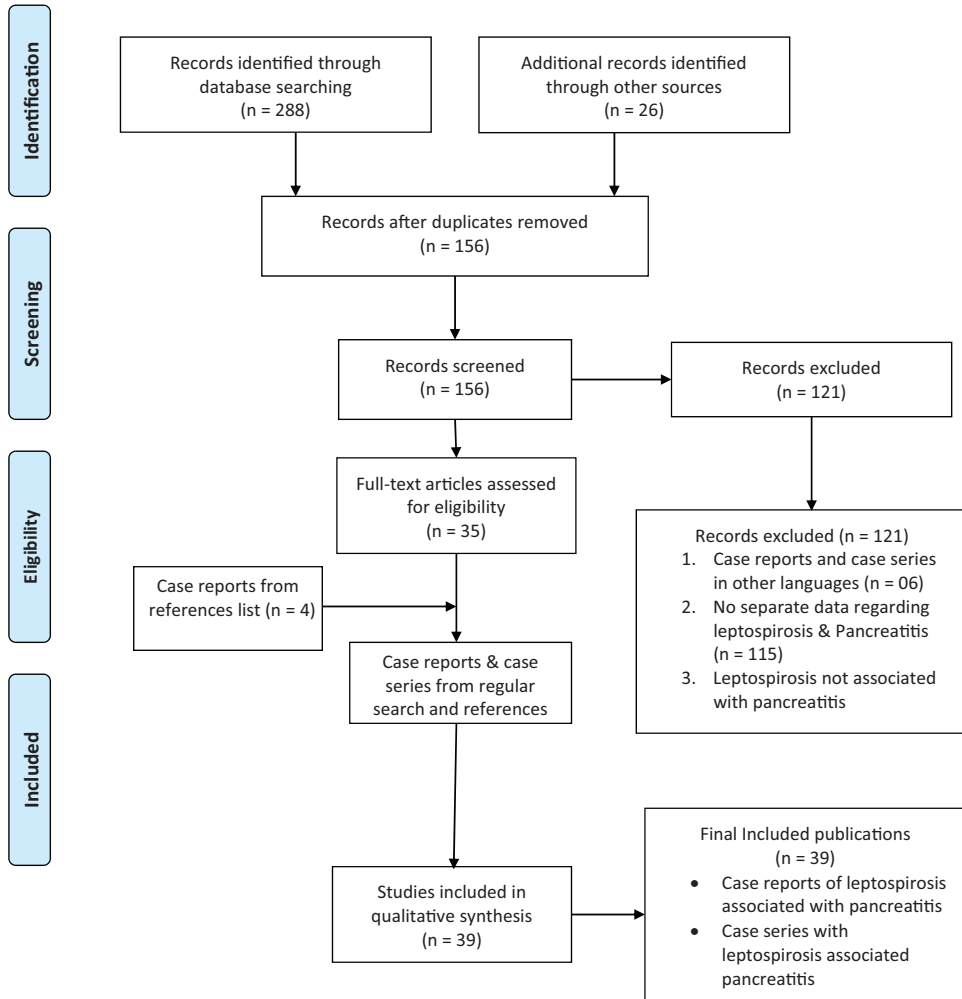 Identification
Records identified through
database searching
(n = 288)
Additional records identified
through other sources
(n = 26)
Records after duplicates removed
(n = 156)
Screening
Records screened
(n = 156)
Records excluded
(n = 121)
Eligibility
Full-text articles assessed
for eligibility
(n = 35)
Records excluded (n = 121)
1. Case reports and case series
in other languages (n = 06)
2. No separate data regarding
leptospirosis & Pancreatitis
(n = 115)
3. Leptospirosis not associated
with pancreatitis
Case reports from
references list (n = 4)
Case reports & case
series from regular
search and references
Included
Studies included in
qualitative synthesis
(n = 39)
Final Included publications
(n = 39)
• Case reports of leptospirosis
associated with pancreatitis
• Case series with
leptospirosis associated
pancreatitis